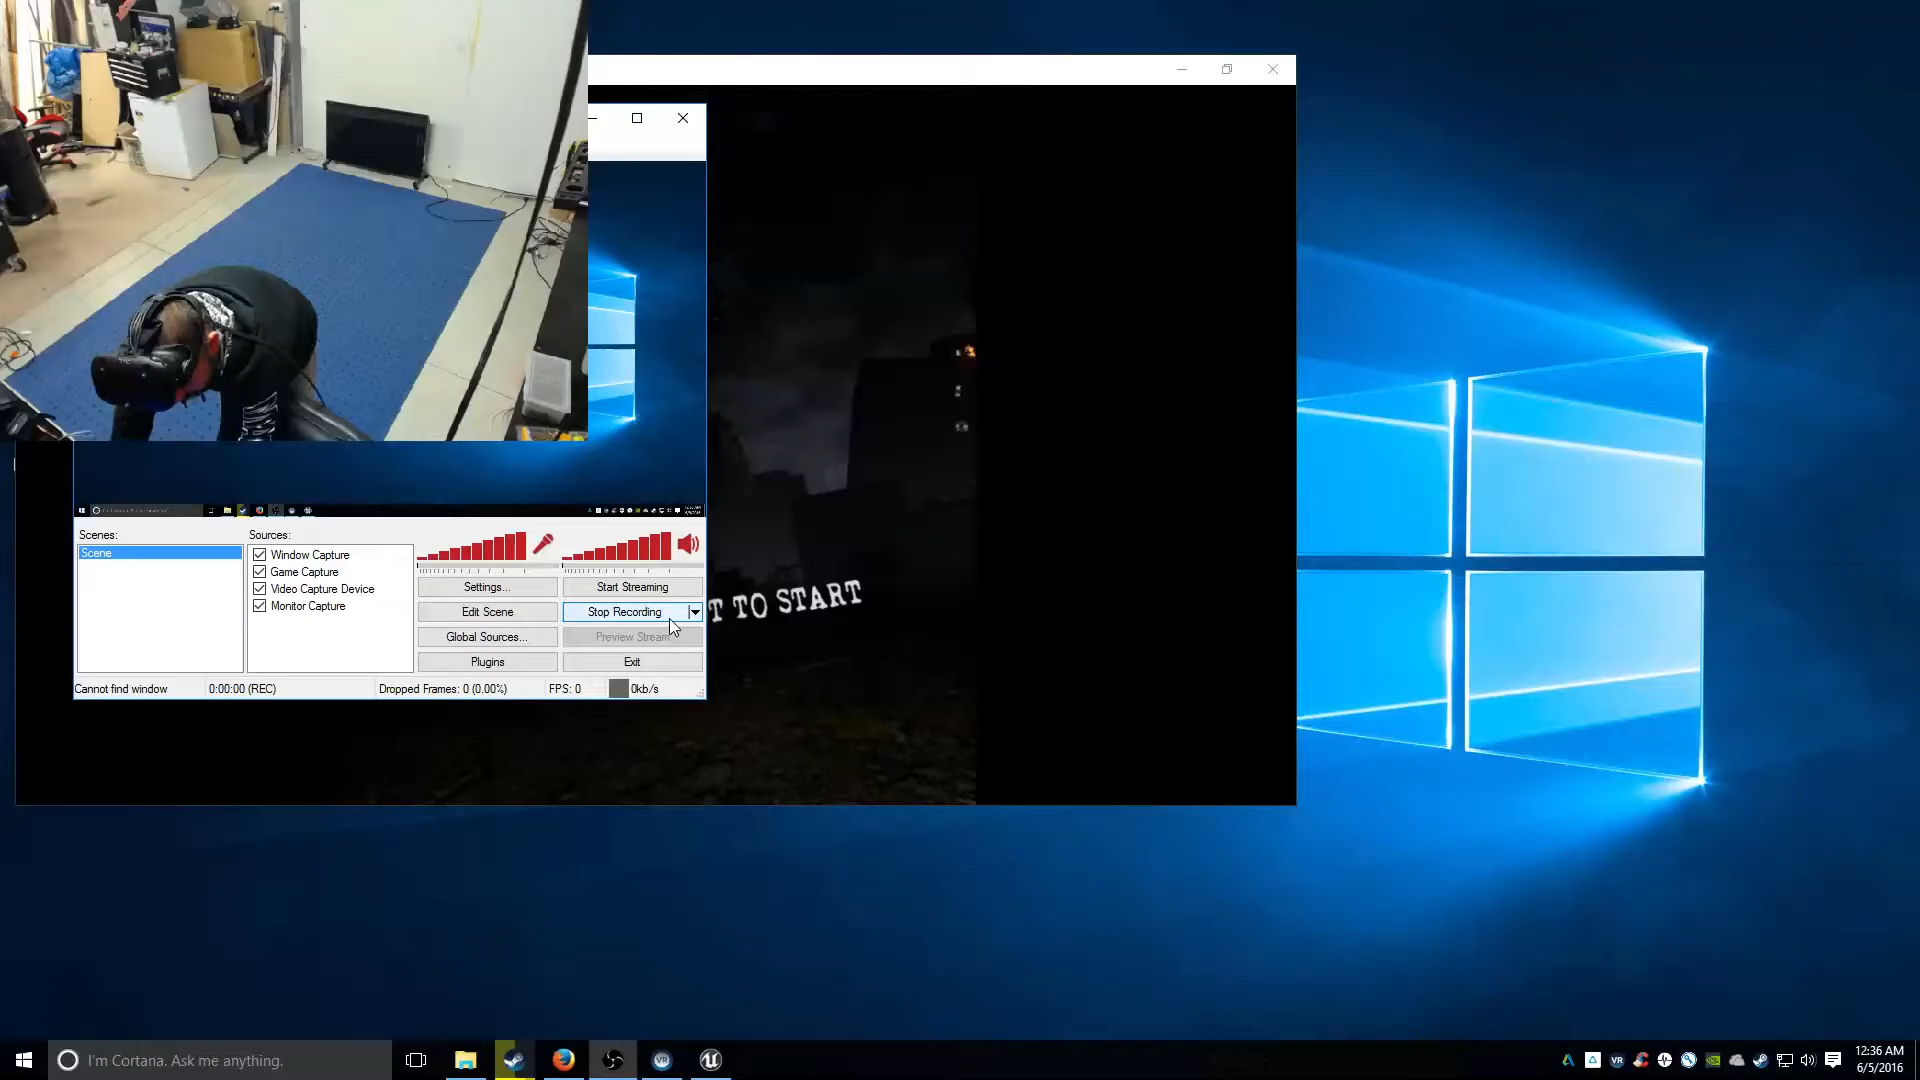 Scenes:
Sources:
Scene
Window Capture
Game Capture
Video Capture Device
Monitor Capture
Settings...
Start Streaming
Edit Scene
Stop Recording
Global Sources...
Preview Stream
Plugins
Exit
T TO START
Cannot find window
0:00:00 (REC)
Dropped Frames: 0 (0.00%)
FPS: 0
0kb/s
I'm Cortana. Ask me anything.
VR
VR
12:36 AM
6/5/2016